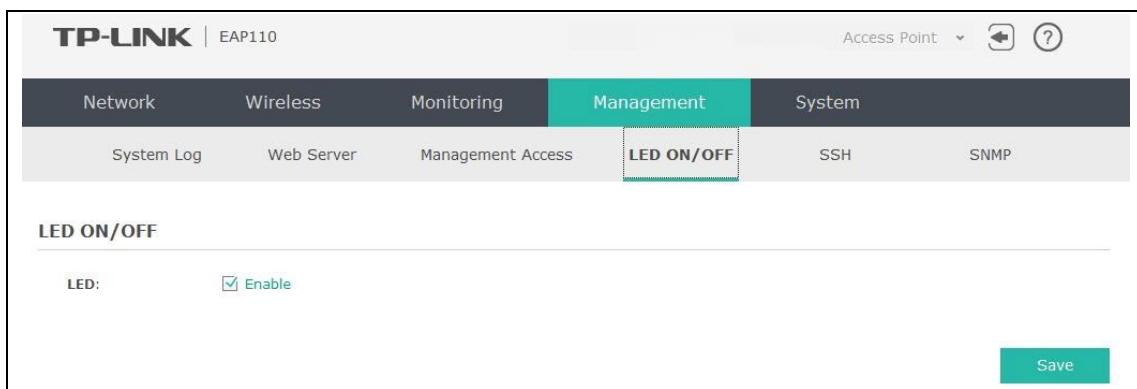 TP-LINK | EAP110 Access Point ?
Network Wireless Monitoring Management System
System Log Web Server Management Access LED ON/OFF SSH SNMP
LED ON/OFF
LED: Enable
Save